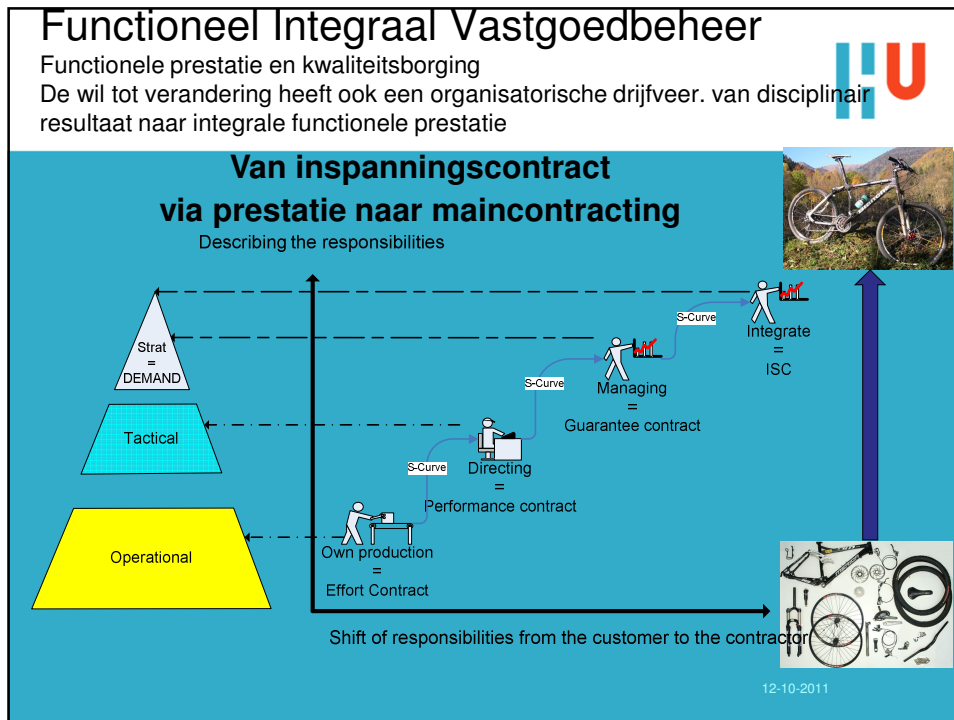 Functioneel Integraal Vastgoedbeheer
Functionele prestatie en kwaliteitsborging
De wil tot verandering heeft ook een organisatorische drijfveer. van disciplinair
resultaat naar integrale functionele prestatie
HU
Van inspanningscontract
via prestatie naar maincontracting
Describing the responsibilities
Strat
=
DEMAND
Tactical
Operational
S-Curve
Integrate
=
ISC
S-Curve
Managing
=
Guarantee contract
S-Curve
Directing
=
Performance contract
Own production
=
Effort Contract
Shift of responsibilities from the customer to the contractor
12-10-2011